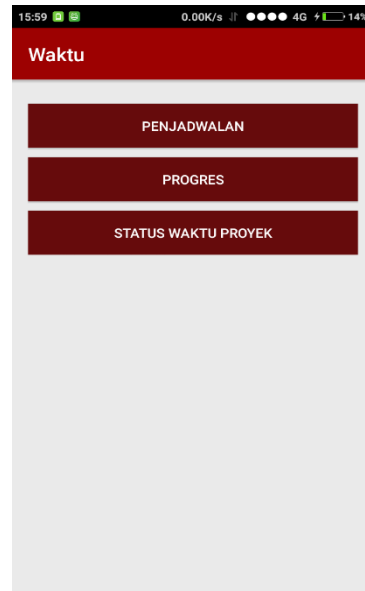 15:59 0.00K/s 4G 14%
Waktu
PENJADWALAN
PROGRES
STATUS WAKTU PROYEK